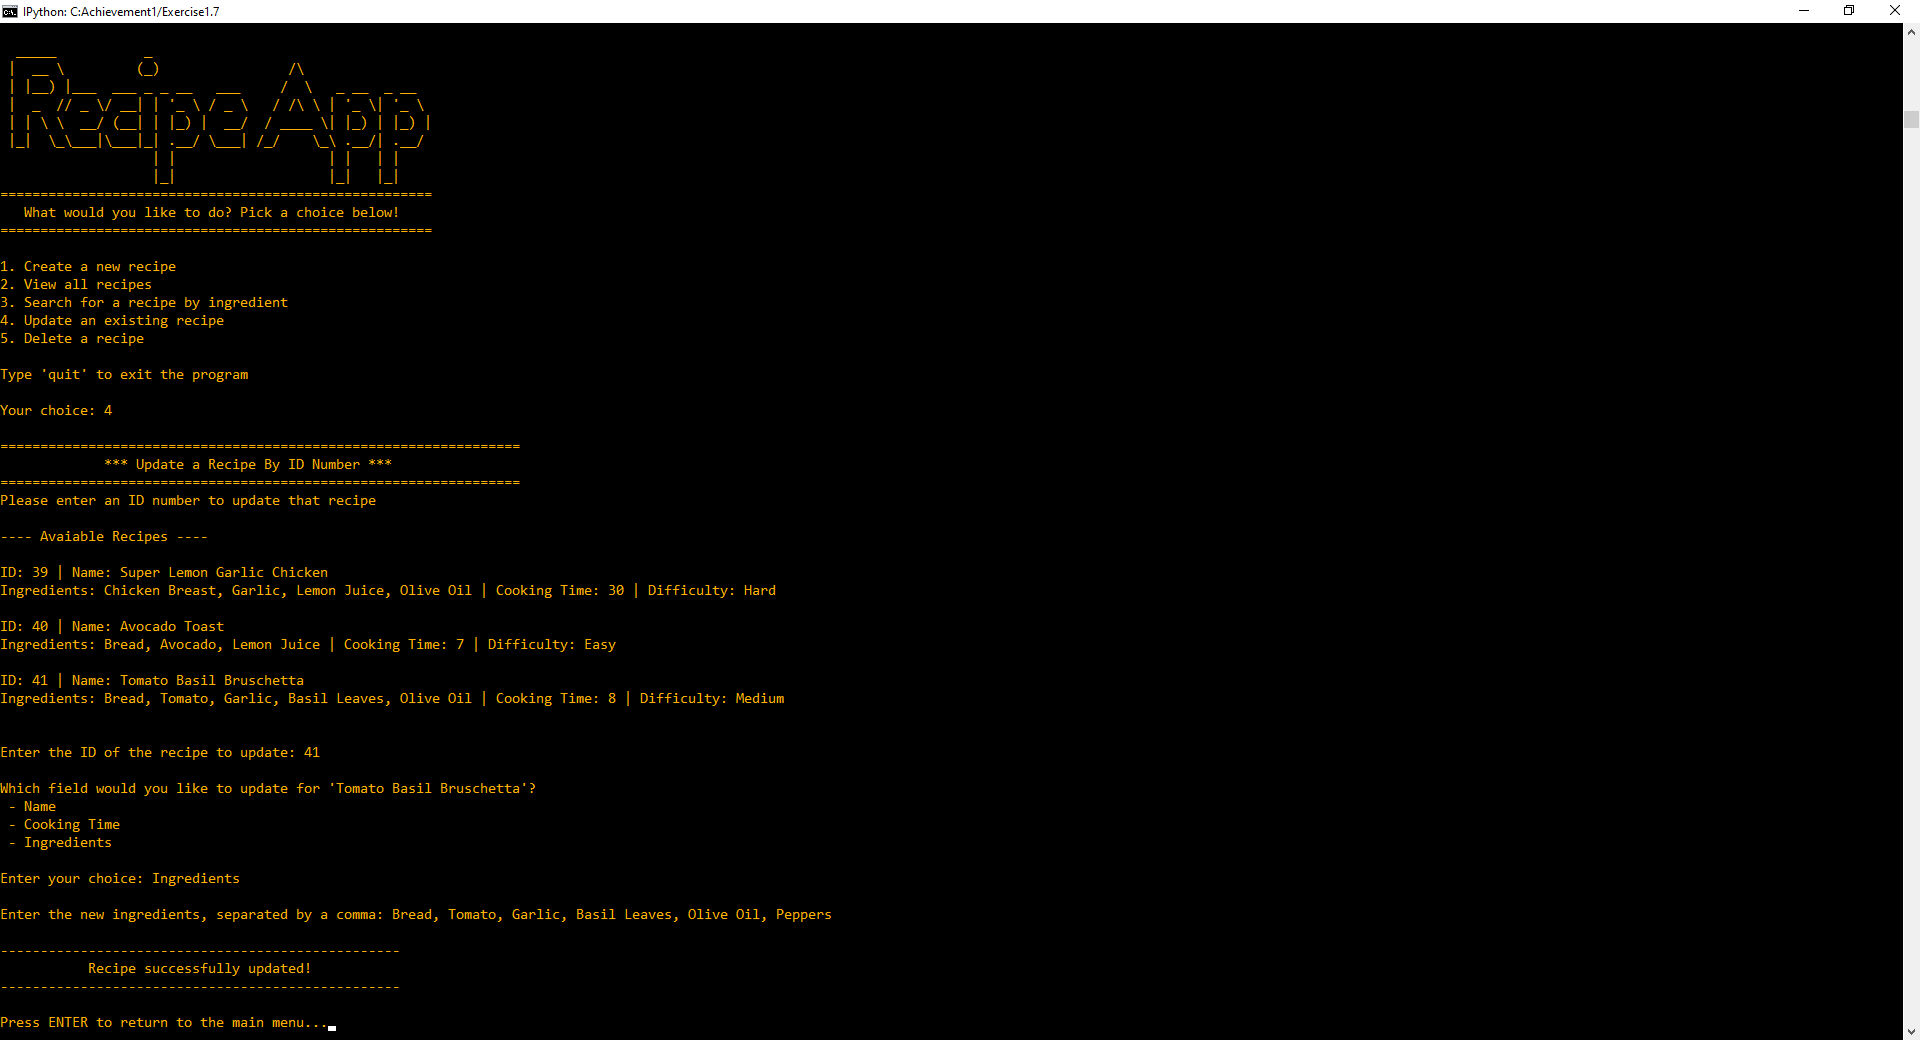 IPython: C:Achievement1/Exercise1.7
Recipe App
======================================================
   What would you like to do? Pick a choice below!
======================================================
1. Create a new recipe
2. View all recipes
3. Search for a recipe by ingredient
4. Update an existing recipe
5. Delete a recipe
Type 'quit' to exit the program
Your choice: 4
=================================================================
             *** Update a Recipe By ID Number ***
=================================================================
Please enter an ID number to update that recipe
---- Avaiable Recipes ----
ID: 39 | Name: Super Lemon Garlic Chicken
Ingredients: Chicken Breast, Garlic, Lemon Juice, Olive Oil | Cooking Time: 30 | Difficulty: Hard
ID: 40 | Name: Avocado Toast
Ingredients: Bread, Avocado, Lemon Juice | Cooking Time: 7 | Difficulty: Easy
ID: 41 | Name: Tomato Basil Bruschetta
Ingredients: Bread, Tomato, Garlic, Basil Leaves, Olive Oil | Cooking Time: 8 | Difficulty: Medium
Enter the ID of the recipe to update: 41
Which field would you like to update for 'Tomato Basil Bruschetta'?
 - Name
 - Cooking Time
 - Ingredients
Enter your choice: Ingredients
Enter the new ingredients, separated by a comma: Bread, Tomato, Garlic, Basil Leaves, Olive Oil, Peppers
--------------------------------------------------
           Recipe successfully updated!
--------------------------------------------------
Press ENTER to return to the main menu...